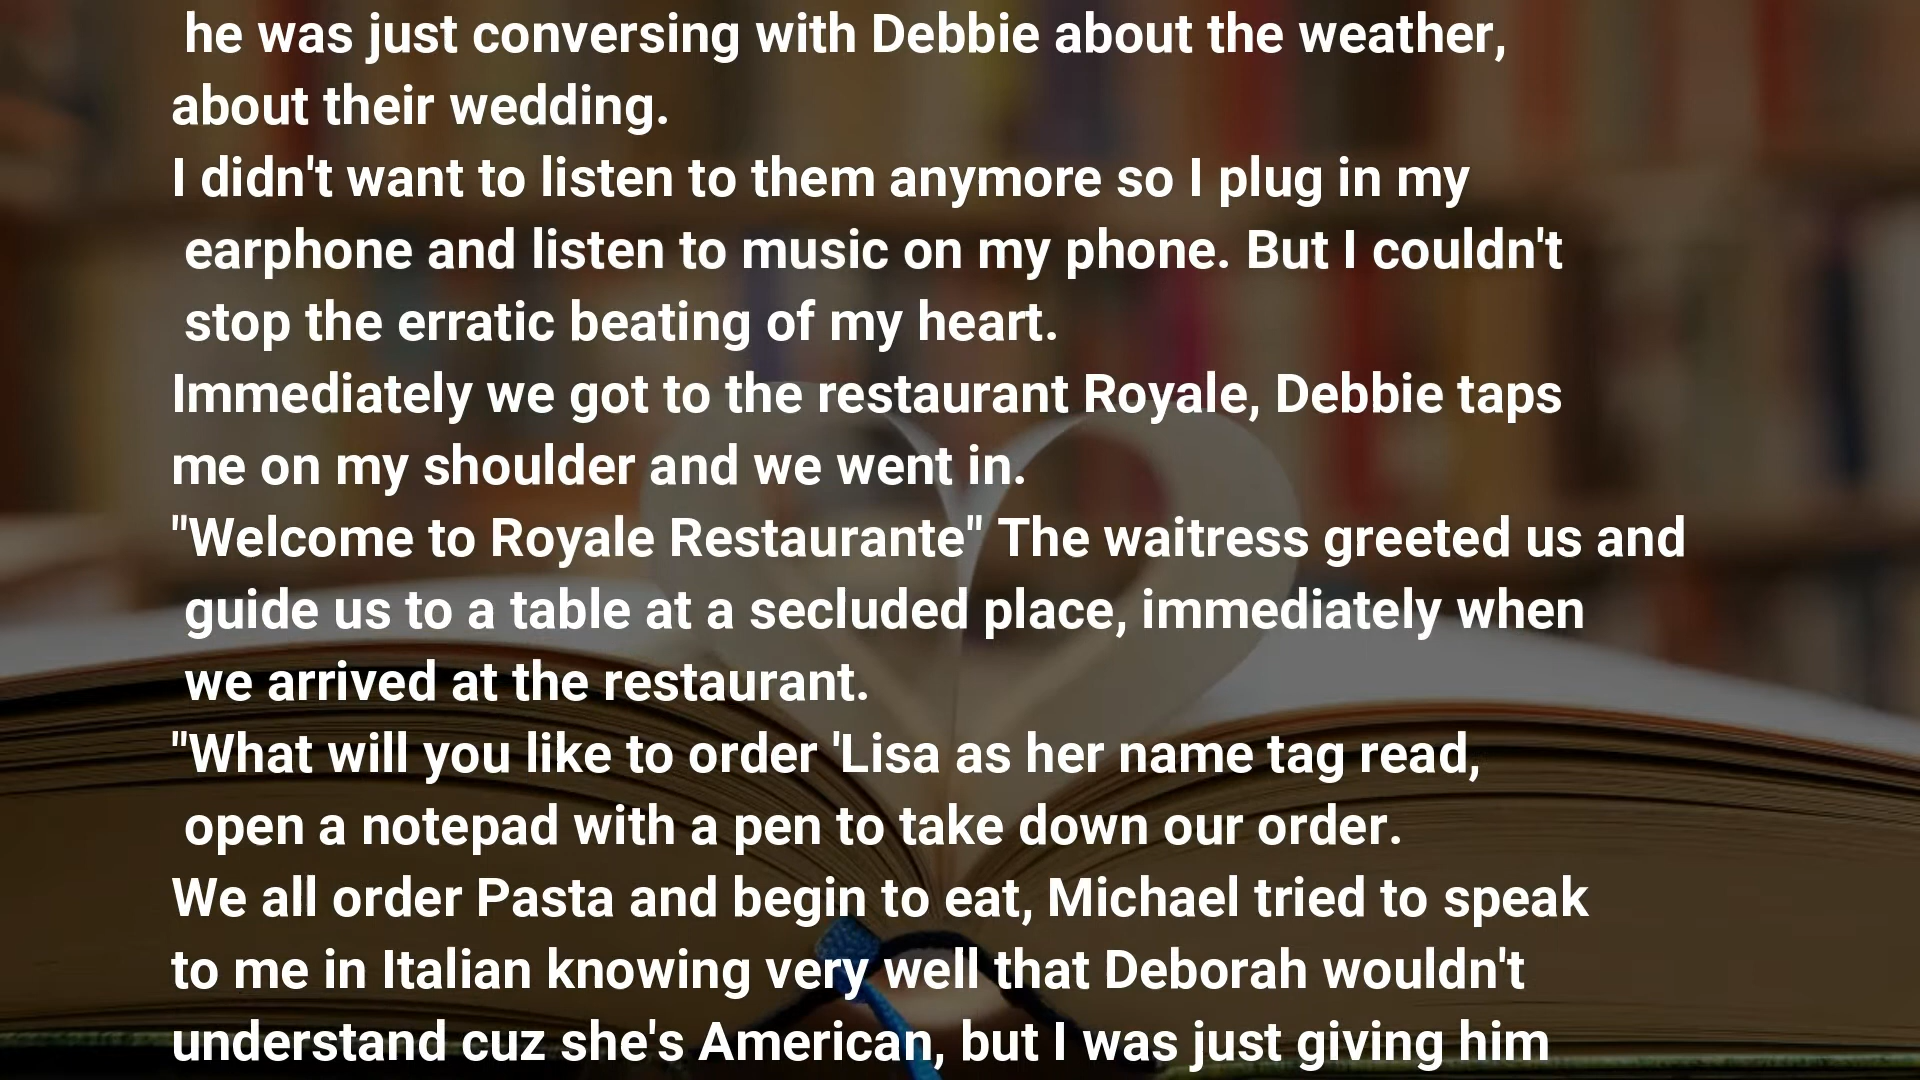 he was just conversing with Debbie about the weather,
about their wedding.
I didn't want to listen to them anymore so I plug in my
earphone and listen to music on my phone. But I couldn't
stop the erratic beating of my heart.
Immediately we got to the restaurant Royale, Debbie taps
me on my shoulder and we went in.
"Welcome to Royale Restaurante" The waitress greeted us and
guide us to a table at a secluded place, immediately when
we arrived at the restaurant.
"What will you like to order 'Lisa as her name tag read,
open a notepad with a pen to take down our order.
We all order Pasta and begin to eat, Michael tried to speak
to me in Italian knowing very well that Deborah wouldn't
understand cuz she's American, but I was just giving him